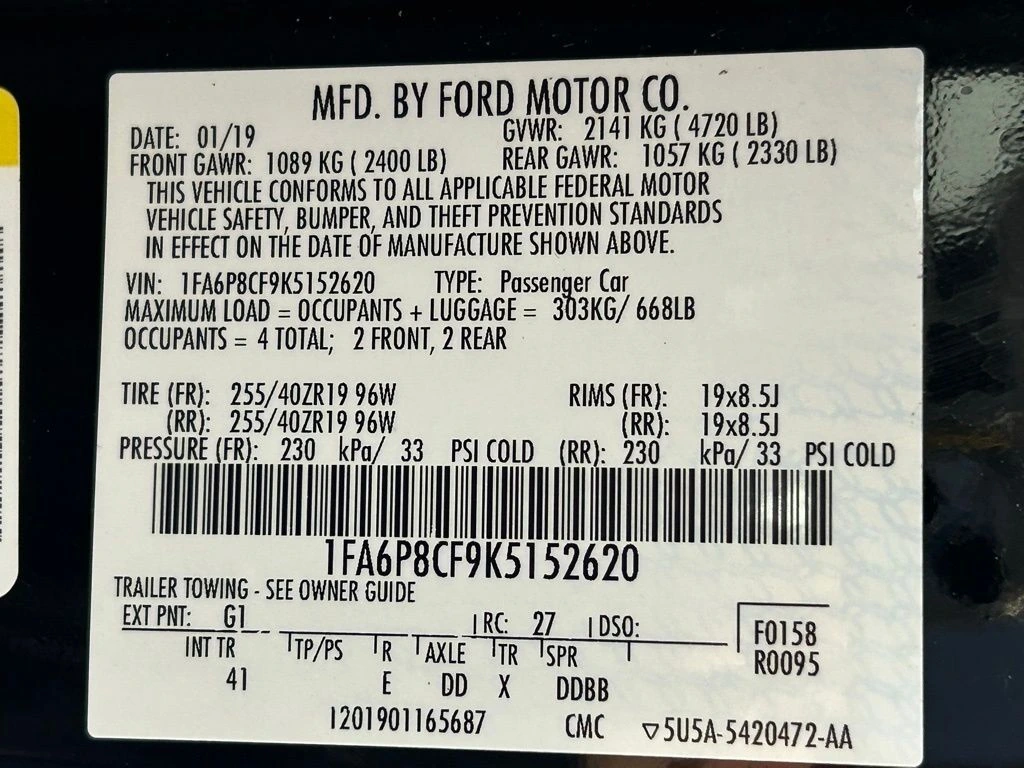 MFD. BY FORD MOTOR CO.
DATE: 01/19 GVWR: 2141 KG ( 4720 LB)
FRONT GAWR: 1089 KG ( 2400 LB) REAR GAWR: 1057 KG ( 2330 LB)
THIS VEHICLE CONFORMS TO ALL APPLICABLE FEDERAL MOTOR
VEHICLE SAFETY, BUMPER, AND THEFT PREVENTION STANDARDS
IN EFFECT ON THE DATE OF MANUFACTURE SHOWN ABOVE.
VIN: 1FA6P8CF9K5152620 TYPE: Passenger Car
MAXIMUM LOAD = OCCUPANTS + LUGGAGE = 303KG/ 668LB
OCCUPANTS = 4 TOTAL; 2 FRONT, 2 REAR
TIRE (FR): 255/40ZR19 96W RIMS (FR): 19x8.5J
(RR): 255/40ZR19 96W (RR): 19x8.5J
PRESSURE (FR): 230 kPa/ 33 PSI COLD (RR): 230 kPa/ 33 PSI COLD
1FA6P8CF9K5152620
TRAILER TOWING - SEE OWNER GUIDE
EXT PNT: G1 RC: 27 DSO:
F0158
INT TR TP/PS R AXLE TR SPR
R0095
41 E DD X DDBB
1201901165687 CMC ▽5U5A-5420472-AA